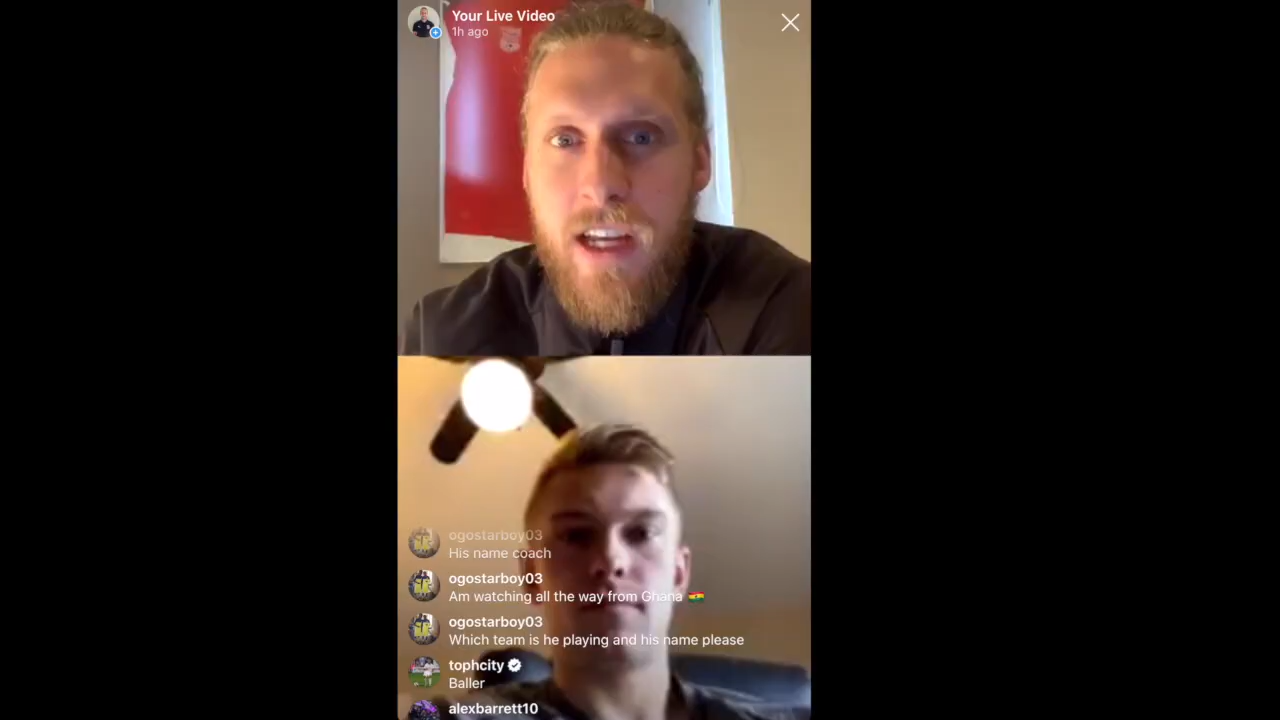 Your Live Video
1h ago
ogostarboy03
His name coach
ogostarboy03
Am watching all the way from Ghana 🇬🇭
ogostarboy03
Which team is he playing and his name please
tophcity
Baller
alexbarrett10